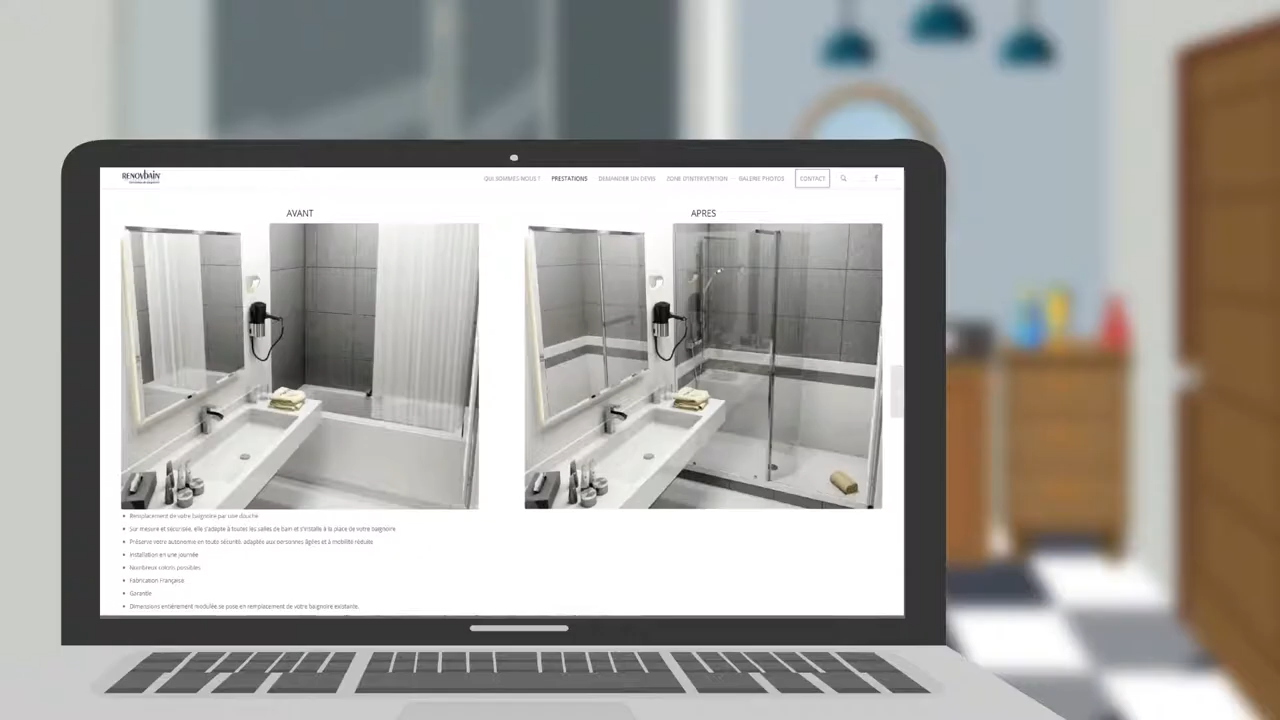 RENOVBAIN
QUI SOMMES-NOUS ?
PRESTATIONS
DEMANDER UN DEVIS
ZONE D'INTERVENTION
GALERIE PHOTOS
CONTACT
AVANT
APRES
Remplacement de votre baignoire par une douche
Sur mesure et sécurisée, elle s'adapte à toutes les salles de bain et s'installe à la place de votre baignoire
Préserve votre autonomie en toute sécurité, adaptée aux personnes âgées et à mobilité réduite
Installation en une journée
Nombreux coloris possibles
Fabrication Française
Garantie
Dimensions entièrement modulée se pose en remplacement de votre baignoire existante.